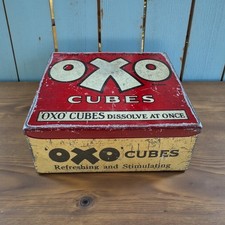 OXO
CUBES
'OXO' CUBES DISSOLVE AT ONCE
'OXO' CUBES
Refreshing and Stimulating